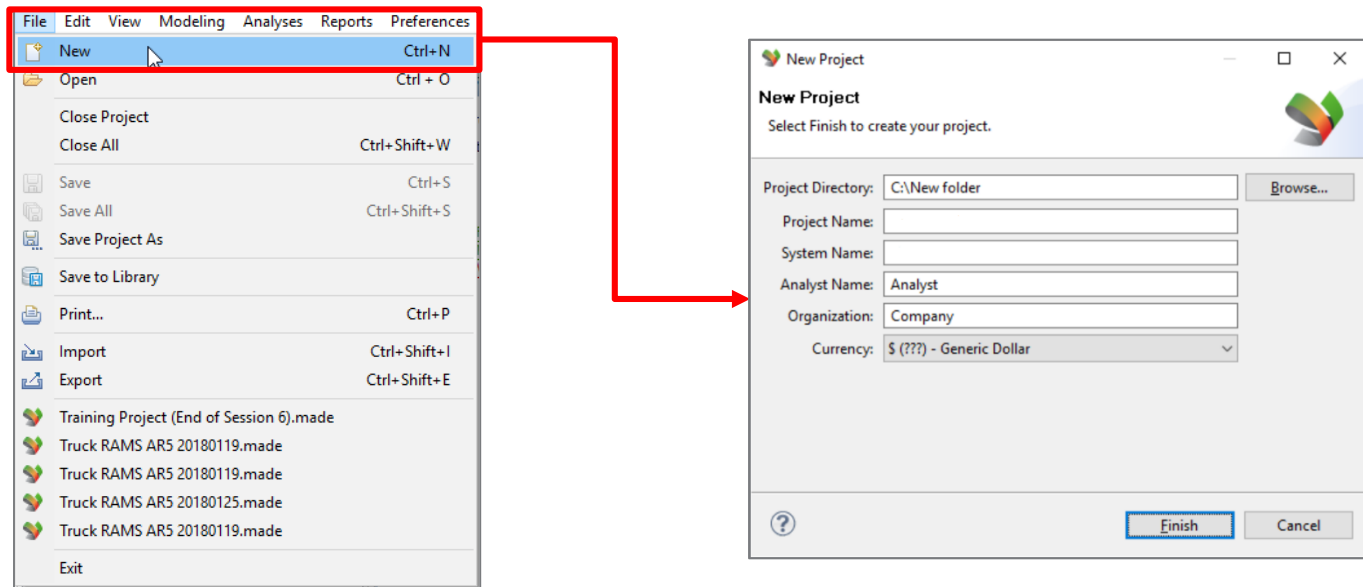 File Edit View Modeling Analyses Reports Preferences
New Ctrl+N
Open Ctrl + O
Close Project
Close All Ctrl+Shift+W
Save Ctrl+S
Save All Ctrl+Shift+S
Save Project As
Save to Library
Print... Ctrl+P
Import Ctrl+Shift+I
Export Ctrl+Shift+E
Training Project (End of Session 6).made
Truck RAMS AR5 20180119.made
Truck RAMS AR5 20180119.made
Truck RAMS AR5 20180125.made
Truck RAMS AR5 20180119.made
Exit
New Project
New Project
Select Finish to create your project.
Project Directory: C:\New folder Browse...
Project Name:
System Name:
Analyst Name: Analyst
Organization: Company
Currency: $ (???) - Generic Dollar
? Finish Cancel